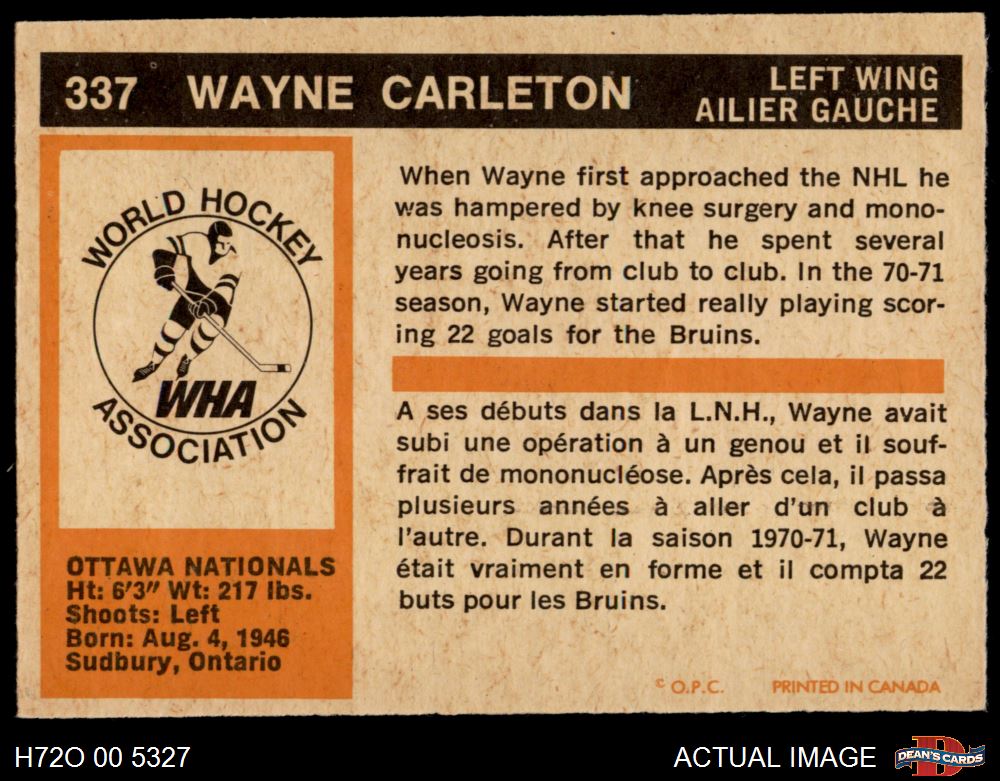 337 WAYNE CARLETON
LEFT WING
AILIER GAUCHE
WORLD HOCKEY
WHA
ASSOCIATION
OTTAWA NATIONALS
Ht: 6'3" Wt: 217 lbs.
Shoots: Left
Born: Aug. 4, 1946
Sudbury, Ontario
When Wayne first approached the NHL he
was hampered by knee surgery and mono-
nucleosis. After that he spent several
years going from club to club. In the 70-71
season, Wayne started really playing scor-
ing 22 goals for the Bruins.
A ses débuts dans la L.N.H., Wayne avait
subi une opération à un genou et il souf-
frait de mononucléose. Après cela, il passa
plusieurs années à aller d'un club à
l'autre. Durant la saison 1970-71, Wayne
était vraiment en forme et il compta 22
buts pour les Bruins.
© O.P.C. PRINTED IN CANADA
H72O 00 5327
ACTUAL IMAGE
D
DEAN'S CARDS